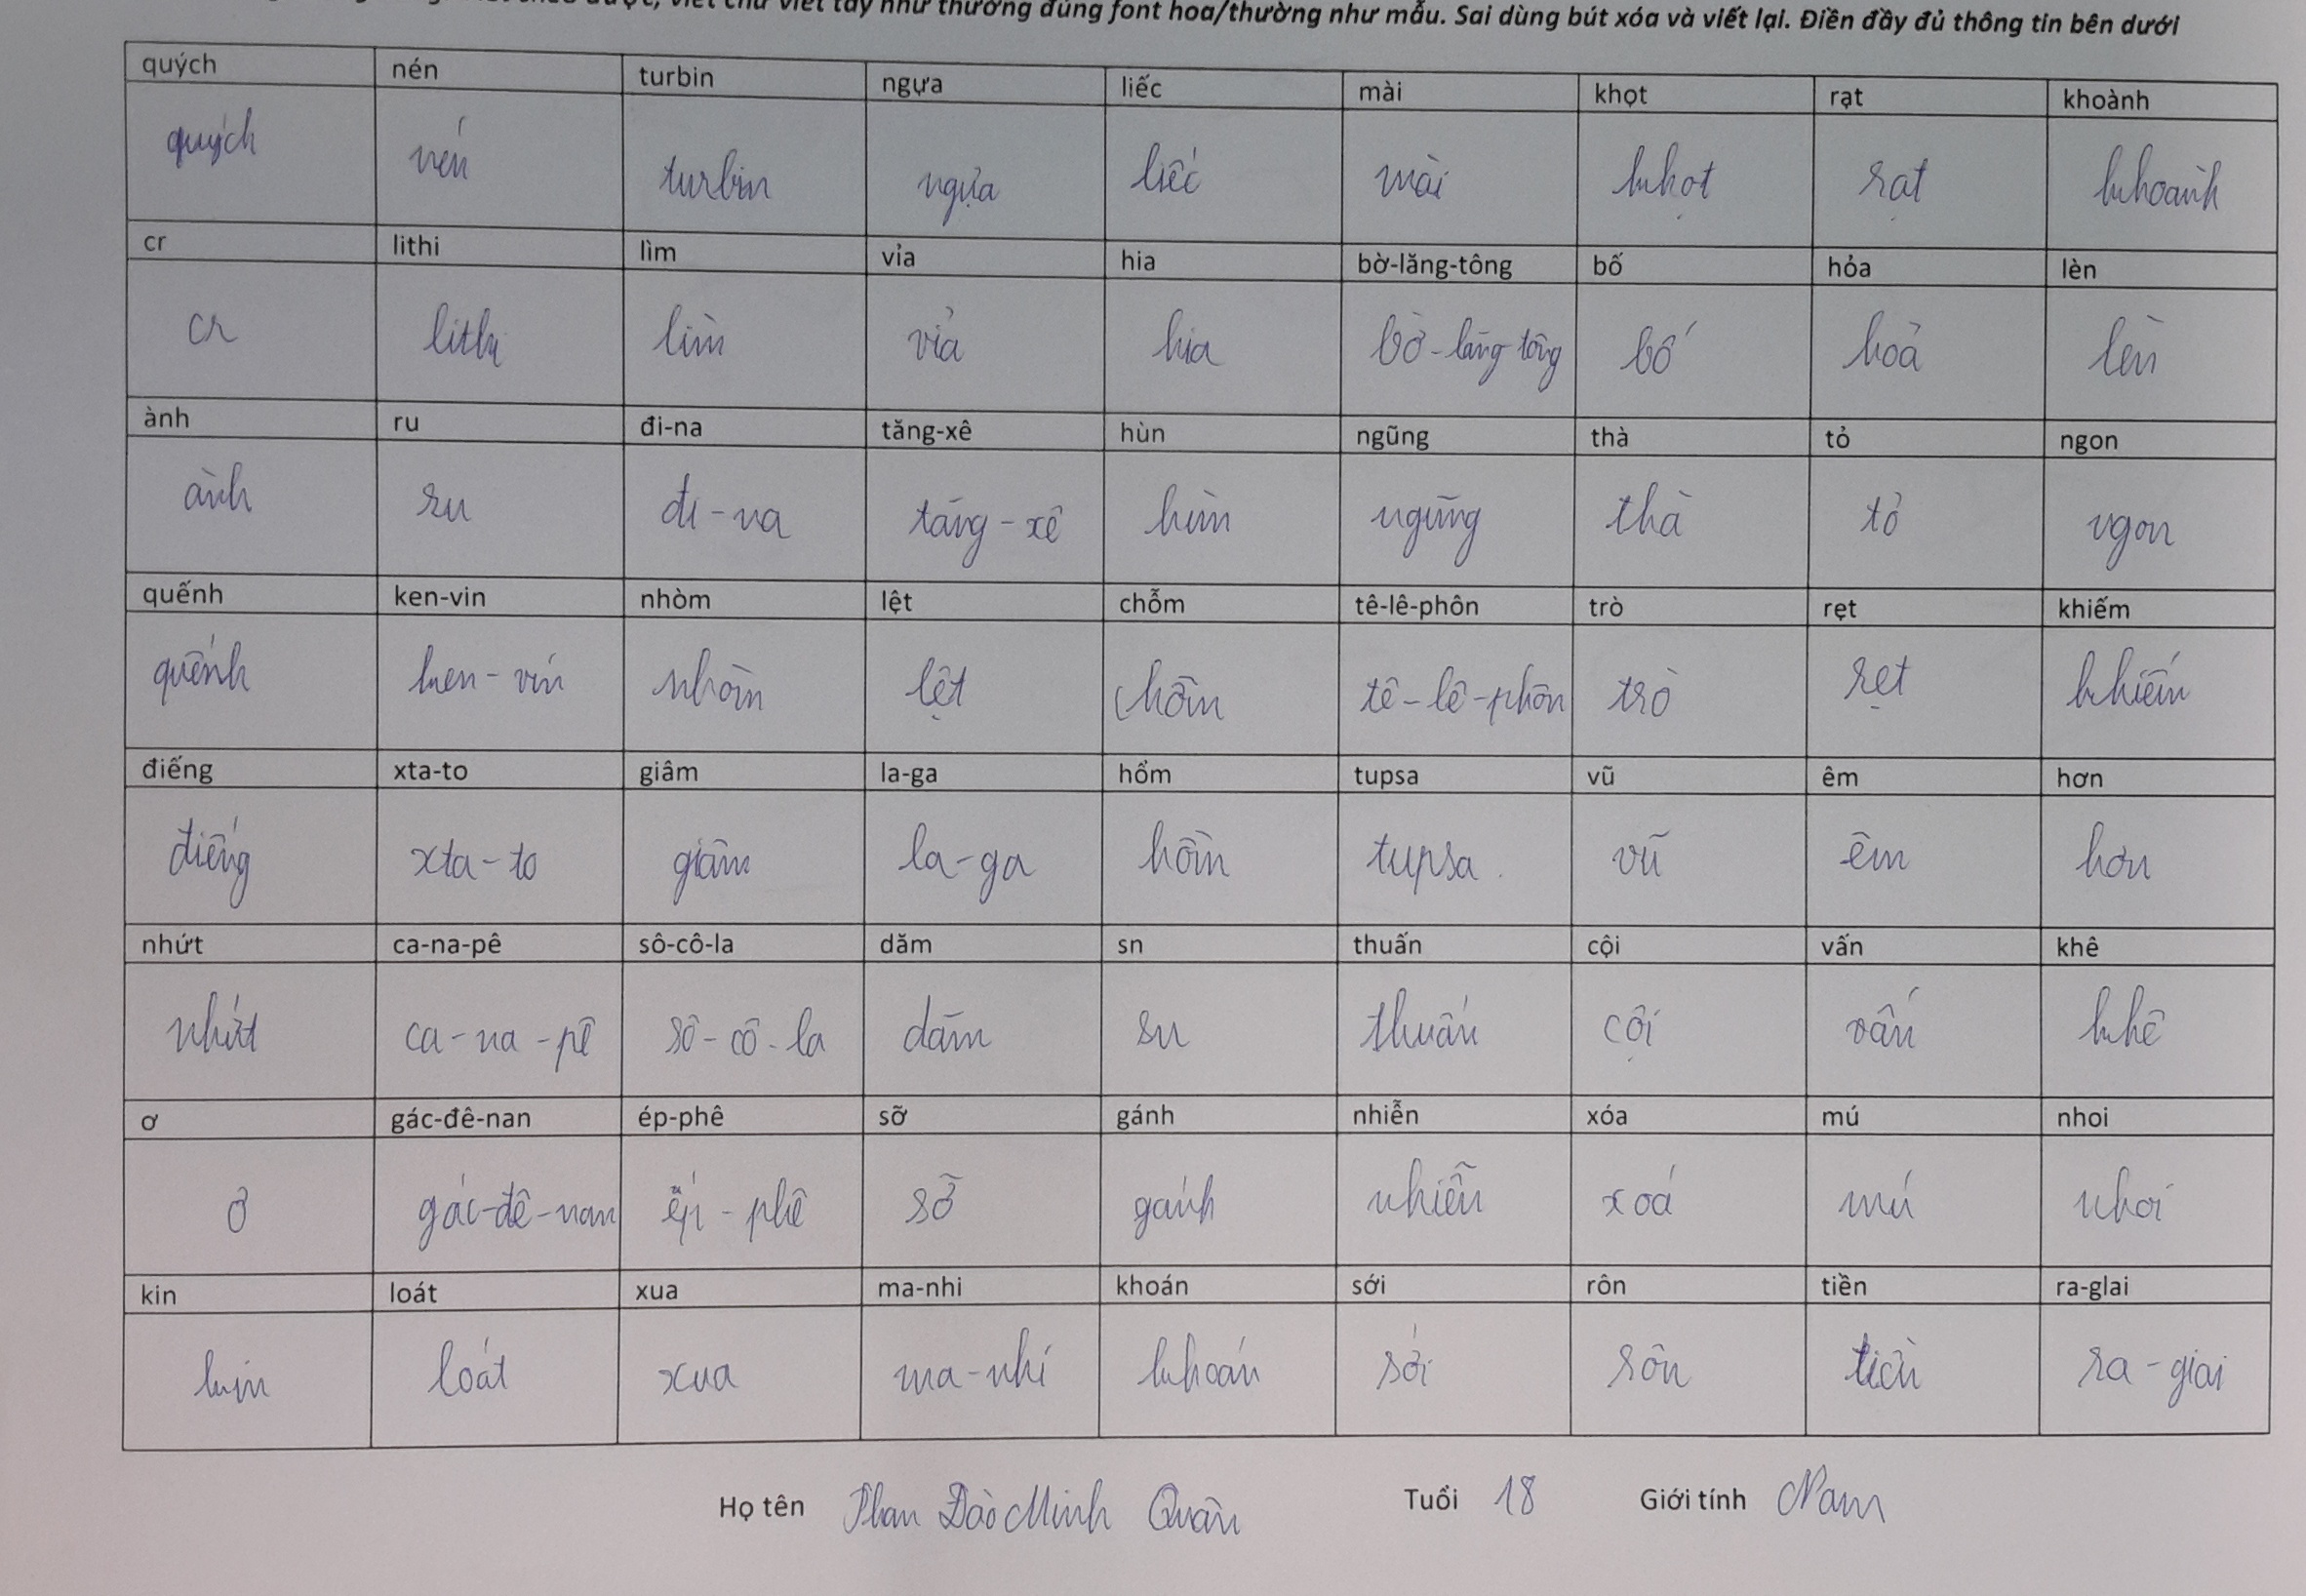 viết chữ viết tay như thường đúng font hoa/thường như mẫu. Sai dùng bút xóa và viết lại. Điền đầy đủ thông tin bên dưới
quých nén turbin ngựa liếc mài khọt rạt khoành
quých nén turbin ngựa liếc mài khọt rạt khoành
cr lithi lìm vỉa hia bờ-lăng-tông bố hỏa lèn
cr lithi lìm vỉa hia bờ-lăng tông bố hoả lèn
ành ru đi-na tăng-xê hùn ngũng thà tỏ ngon
ành ru đi-na tăng-xê hùn ngũng thà tỏ ngon
quếnh ken-vin nhòm lệt chỗm tê-lê-phôn trò rẹt khiếm
quếnh ken-vin nhòm lệt chỗm tê-lê-phôn trò rẹt khiếm
điếng xta-to giâm la-ga hổm tupsa vũ êm hơn
điếng xta-to giâm la-ga hổm tupsa vũ êm hơn
nhứt ca-na-pê sô-cô-la dăm sn thuấn cội vấn khê
nhứt ca-na-pê sô-cô-la dăm sn thuấn cội vấn khê
ơ gác-đê-nan ép-phê sỡ gánh nhiễn xóa mú nhoi
ơ gác-đê-nan ép-phê sỡ gánh nhiễn xoá mú nhoi
kin loát xua ma-nhi khoán sới rôn tiền ra-glai
kin loát xua ma-nhi khoán sới rôn tiền ra-giai
Họ tên Phan Đào Minh Quân Tuổi 18 Giới tính Nam